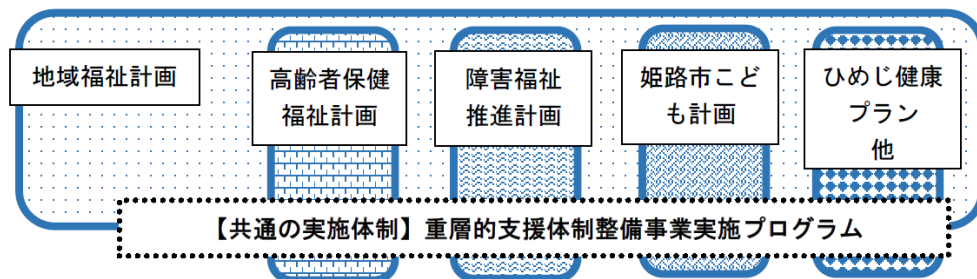 地域福祉計画
高齢者保健
福祉計画
障害福祉
推進計画
姫路市こど
も計画
ひめじ健康
プラン
他
【共通の実施体制】重層的支援体制整備事業実施プログラム